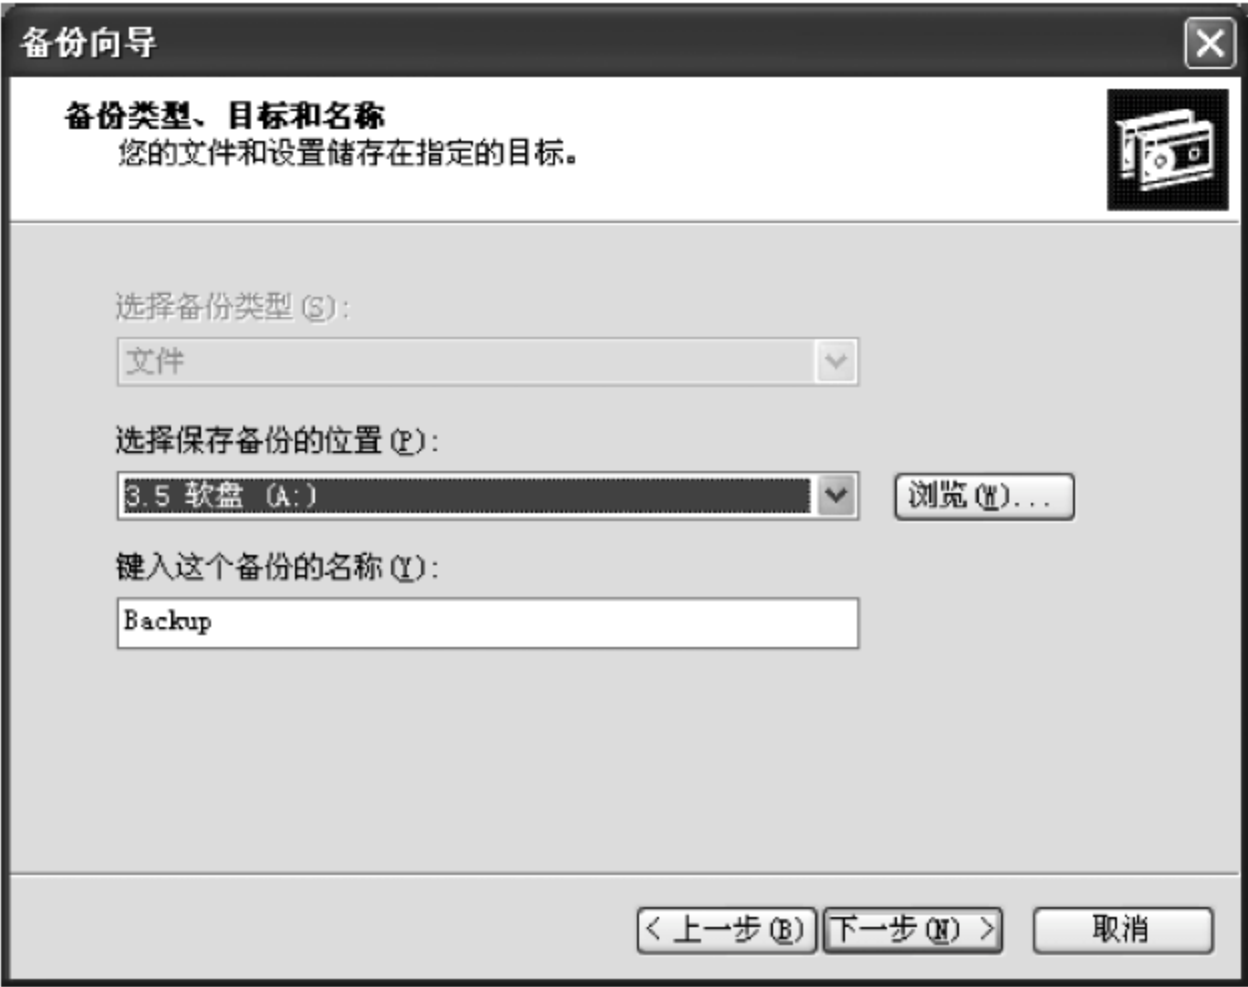 备份向导
备份类型、目标和名称
您的文件和设置储存在指定的目标。
选择备份类型(S):
文件
选择保存备份的位置(P):
3.5 软盘 (A:)
浏览(W)...
键入这个备份的名称(Y):
Backup
< 上一步(B)
下一步(N) >
取消